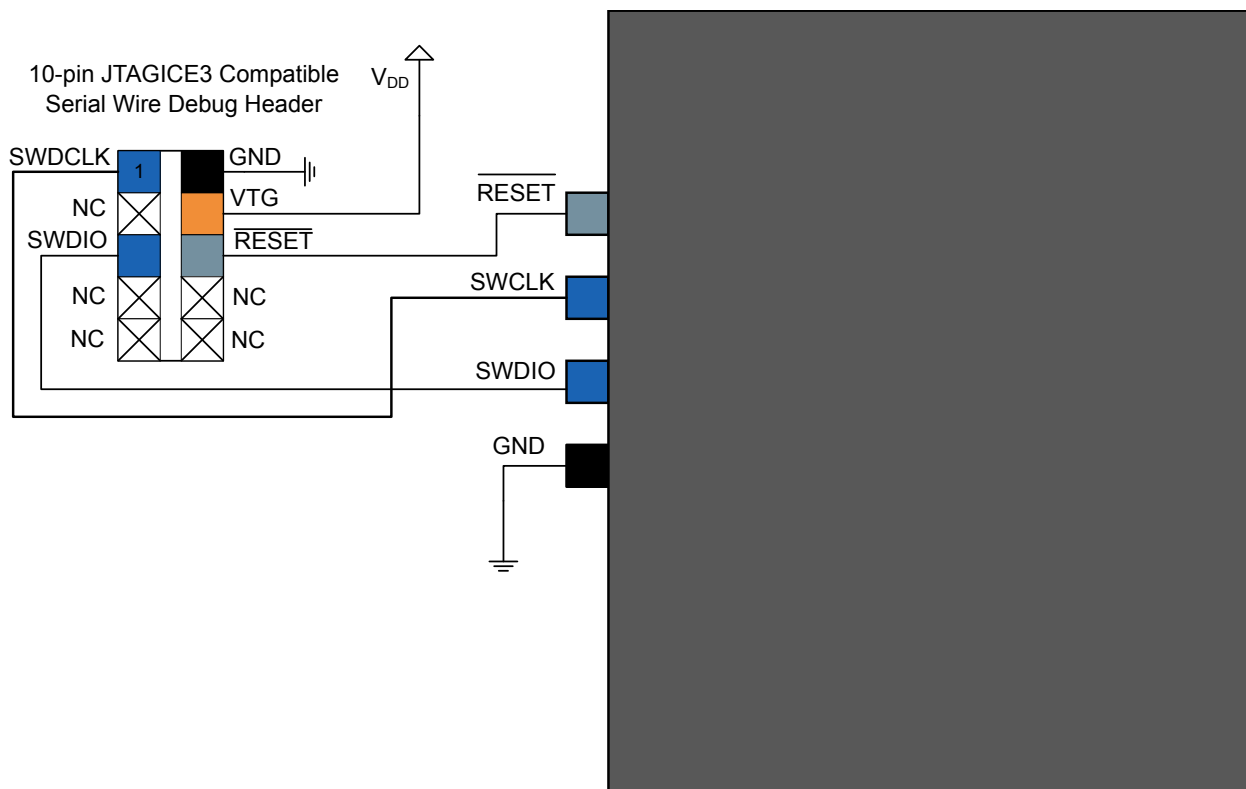 10-pin JTAGICE3 Compatible
Serial Wire Debug Header
VDD
SWDCLK
1
GND
NC
VTG
SWDIO
RESET
NC
NC
NC
NC
RESET
SWCLK
SWDIO
GND